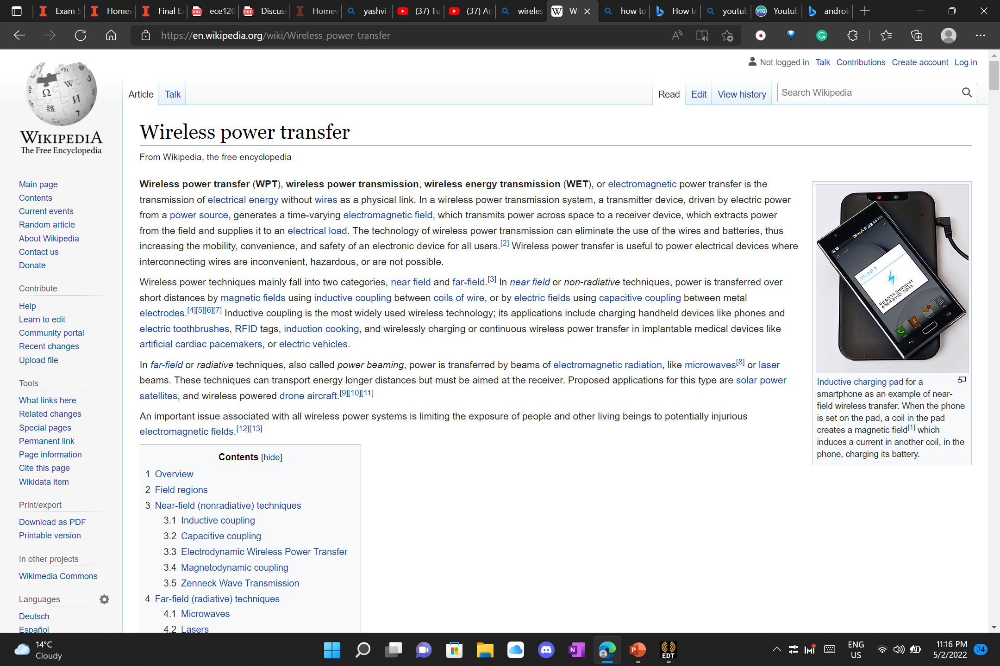 Exam S
Homew
Final Ex
ece120
Discuss
Homew
yashvi
(37) Tu
(37) An
wireles
Wi
how to
How to
youtub
Youtub
androi
https://en.wikipedia.org/wiki/Wireless_power_transfer
Not logged in Talk Contributions Create account Log in
Article Talk Read Edit View history Search Wikipedia
WIKIPEDIA
The Free Encyclopedia
Main page
Contents
Current events
Random article
About Wikipedia
Contact us
Donate
Contribute
Help
Learn to edit
Community portal
Recent changes
Upload file
Tools
What links here
Related changes
Special pages
Permanent link
Page information
Cite this page
Wikidata item
Print/export
Download as PDF
Printable version
In other projects
Wikimedia Commons
Languages
Deutsch
Español
Wireless power transfer
From Wikipedia, the free encyclopedia
Wireless power transfer (WPT), wireless power transmission, wireless energy transmission (WET), or electromagnetic power transfer is the
transmission of electrical energy without wires as a physical link. In a wireless power transmission system, a transmitter device, driven by electric power
from a power source, generates a time-varying electromagnetic field, which transmits power across space to a receiver device, which extracts power
from the field and supplies it to an electrical load. The technology of wireless power transmission can eliminate the use of the wires and batteries, thus
increasing the mobility, convenience, and safety of an electronic device for all users.[2] Wireless power transfer is useful to power electrical devices where
interconnecting wires are inconvenient, hazardous, or are not possible.
Wireless power techniques mainly fall into two categories, near field and far-field.[3] In near field or non-radiative techniques, power is transferred over
short distances by magnetic fields using inductive coupling between coils of wire, or by electric fields using capacitive coupling between metal
electrodes.[4][5][6][7] Inductive coupling is the most widely used wireless technology; its applications include charging handheld devices like phones and
electric toothbrushes, RFID tags, induction cooking, and wirelessly charging or continuous wireless power transfer in implantable medical devices like
artificial cardiac pacemakers, or electric vehicles.
In far-field or radiative techniques, also called power beaming, power is transferred by beams of electromagnetic radiation, like microwaves[8] or laser
beams. These techniques can transport energy longer distances but must be aimed at the receiver. Proposed applications for this type are solar power
satellites, and wireless powered drone aircraft.[9][10][11]
An important issue associated with all wireless power systems is limiting the exposure of people and other living beings to potentially injurious
electromagnetic fields.[12][13]
Contents [hide]
1 Overview
2 Field regions
3 Near-field (nonradiative) techniques
3.1 Inductive coupling
3.2 Capacitive coupling
3.3 Electrodynamic Wireless Power Transfer
3.4 Magnetodynamic coupling
3.5 Zenneck Wave Transmission
4 Far-field (radiative) techniques
4.1 Microwaves
4.2 Lasers
Google
7:13
무선 충전 중
Inductive charging pad for a
smartphone as an example of near-
field wireless transfer. When the phone
is set on the pad, a coil in the pad
creates a magnetic field[1] which
induces a current in another coil, in the
phone, charging its battery.
14°C
Cloudy
EDT
ENG
US
11:16 PM
5/2/2022
24